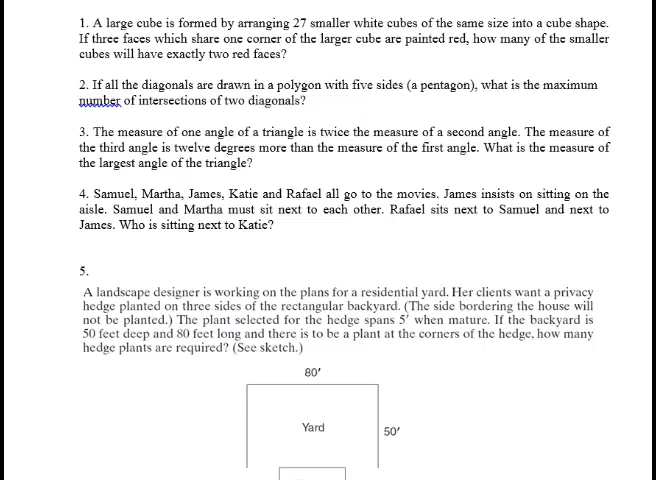 1. A large cube is formed by arranging 27 smaller white cubes of the same size into a cube shape.
If three faces which share one corner of the larger cube are painted red, how many of the smaller
cubes will have exactly two red faces?
2. If all the diagonals are drawn in a polygon with five sides (a pentagon), what is the maximum
number of intersections of two diagonals?
3. The measure of one angle of a triangle is twice the measure of a second angle. The measure of
the third angle is twelve degrees more than the measure of the first angle. What is the measure of
the largest angle of the triangle?
4. Samuel, Martha, James, Katie and Rafael all go to the movies. James insists on sitting on the
aisle. Samuel and Martha must sit next to each other. Rafael sits next to Samuel and next to
James. Who is sitting next to Katie?
5.
A landscape designer is working on the plans for a residential yard. Her clients want a privacy
hedge planted on three sides of the rectangular backyard. (The side bordering the house will
not be planted.) The plant selected for the hedge spans 5' when mature. If the backyard is
50 feet deep and 80 feet long and there is to be a plant at the corners of the hedge, how many
hedge plants are required? (See sketch.)
80'
Yard
50'